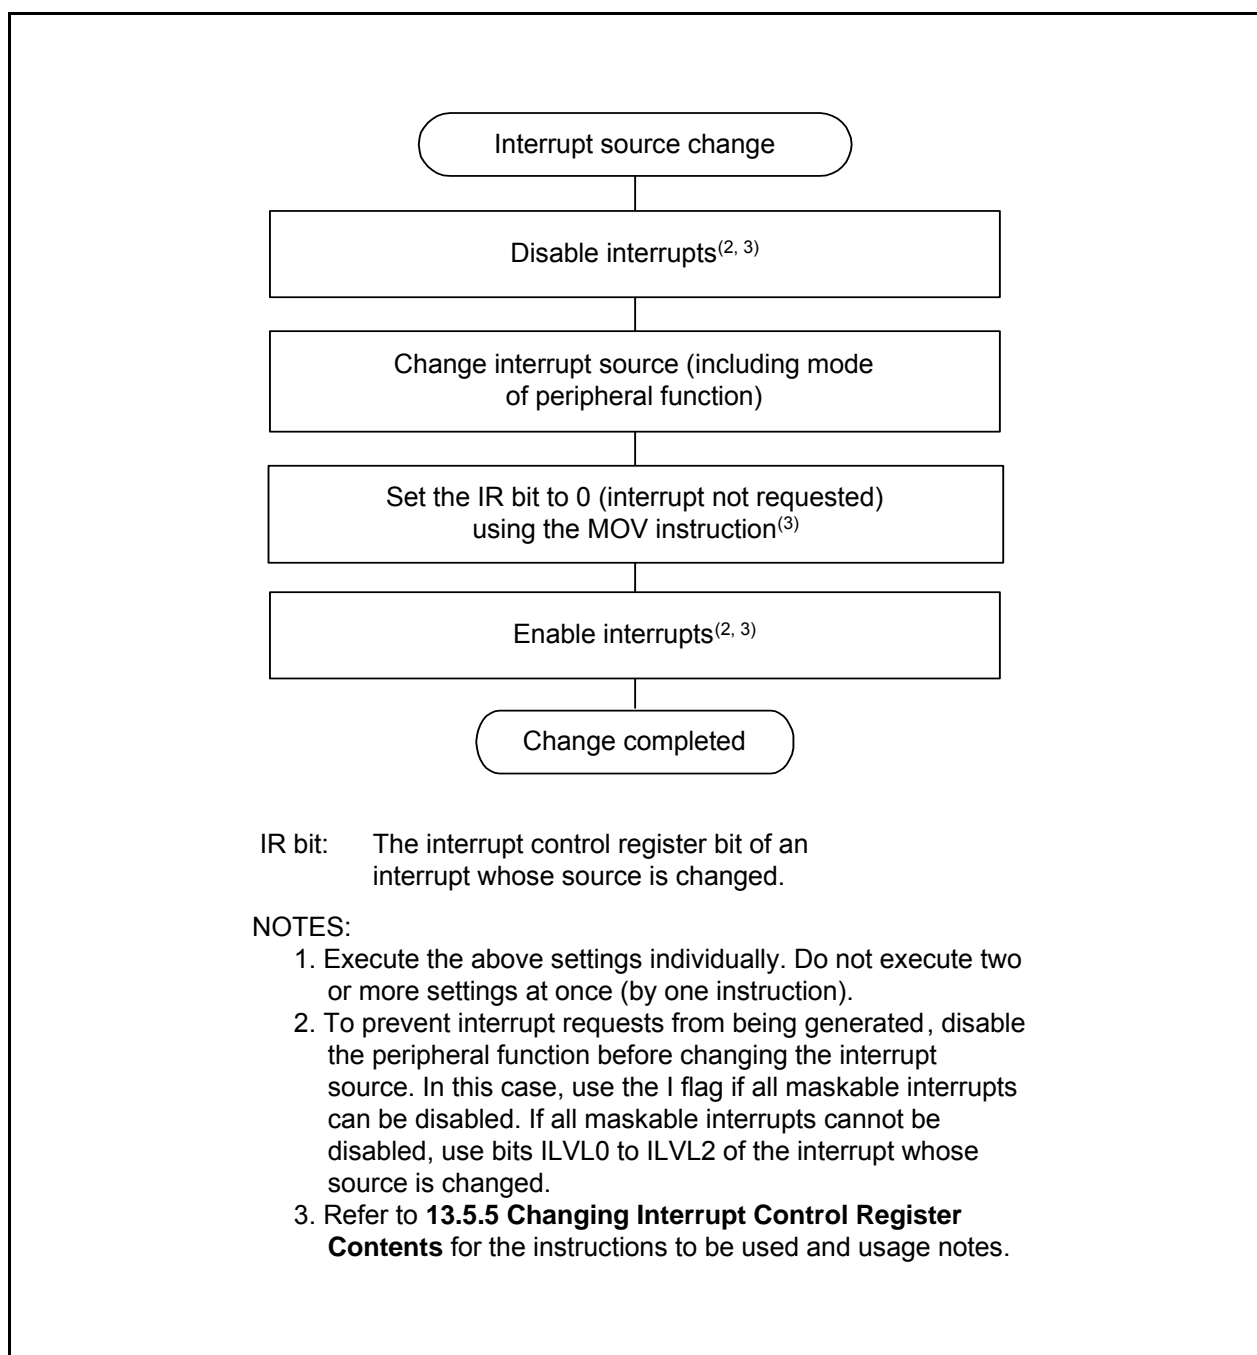 Interrupt source change
Disable interrupts(2, 3)
Change interrupt source (including mode
of peripheral function)
Set the IR bit to 0 (interrupt not requested)
using the MOV instruction(3)
Enable interrupts(2, 3)
Change completed
IR bit: The interrupt control register bit of an
interrupt whose source is changed.
NOTES:
1. Execute the above settings individually. Do not execute two
or more settings at once (by one instruction).
2. To prevent interrupt requests from being generated, disable
the peripheral function before changing the interrupt
source. In this case, use the I flag if all maskable interrupts
can be disabled. If all maskable interrupts cannot be
disabled, use bits ILVL0 to ILVL2 of the interrupt whose
source is changed.
3. Refer to 13.5.5 Changing Interrupt Control Register
Contents for the instructions to be used and usage notes.